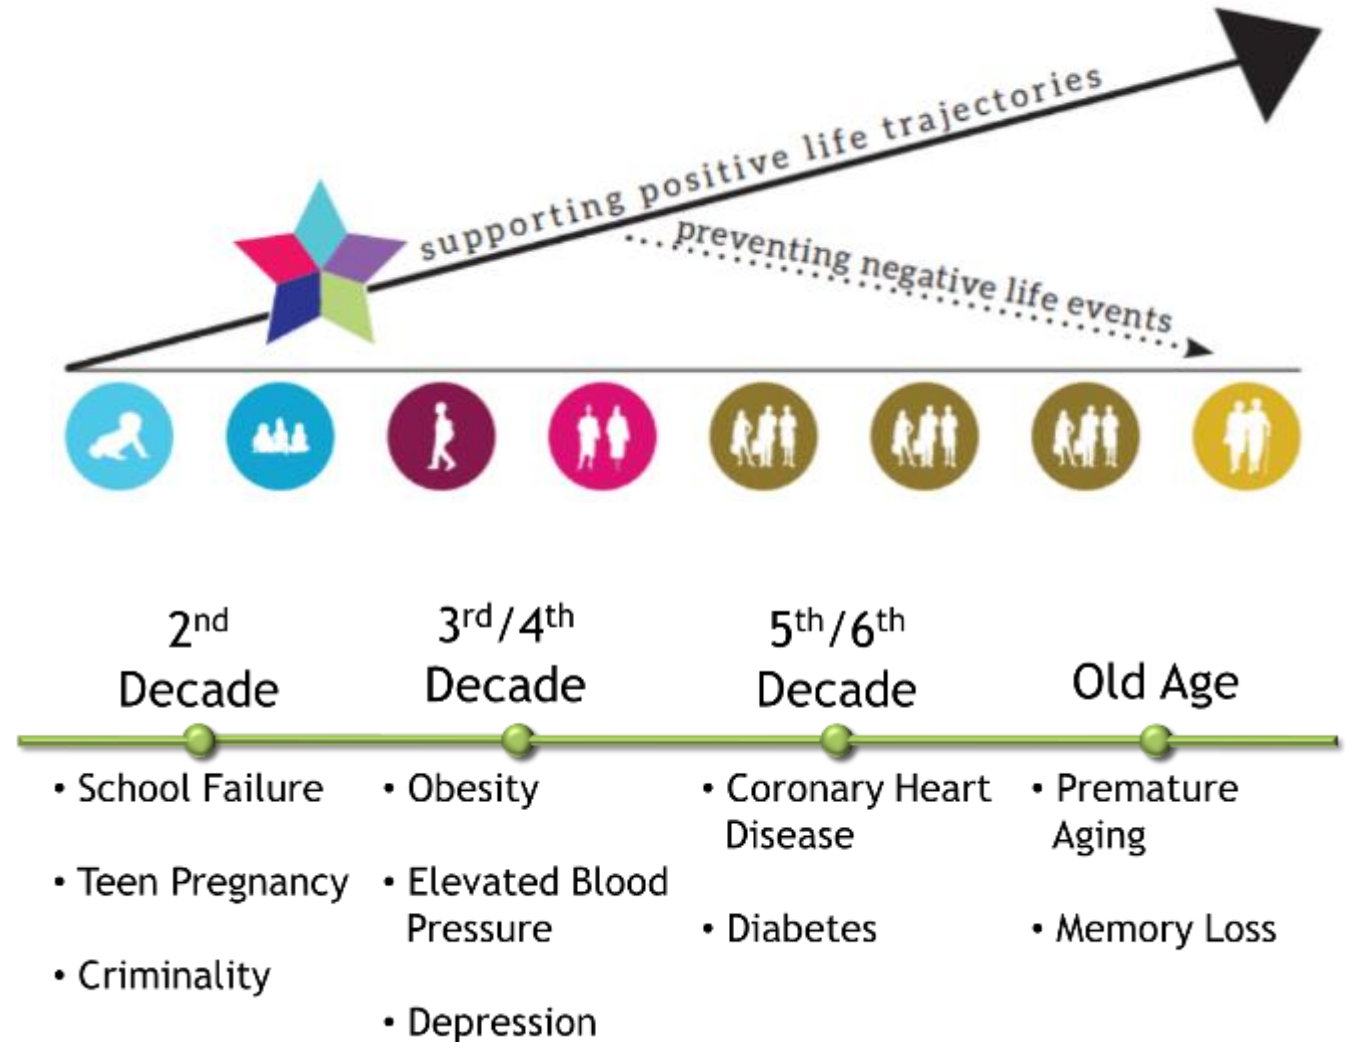 supporting positive life trajectories
preventing negative life events
2nd
Decade
3rd/4th
Decade
5th/6th
Decade
Old Age
• School Failure
• Teen Pregnancy
• Criminality
• Obesity
• Elevated Blood
Pressure
• Depression
• Coronary Heart
Disease
• Diabetes
• Premature
Aging
• Memory Loss